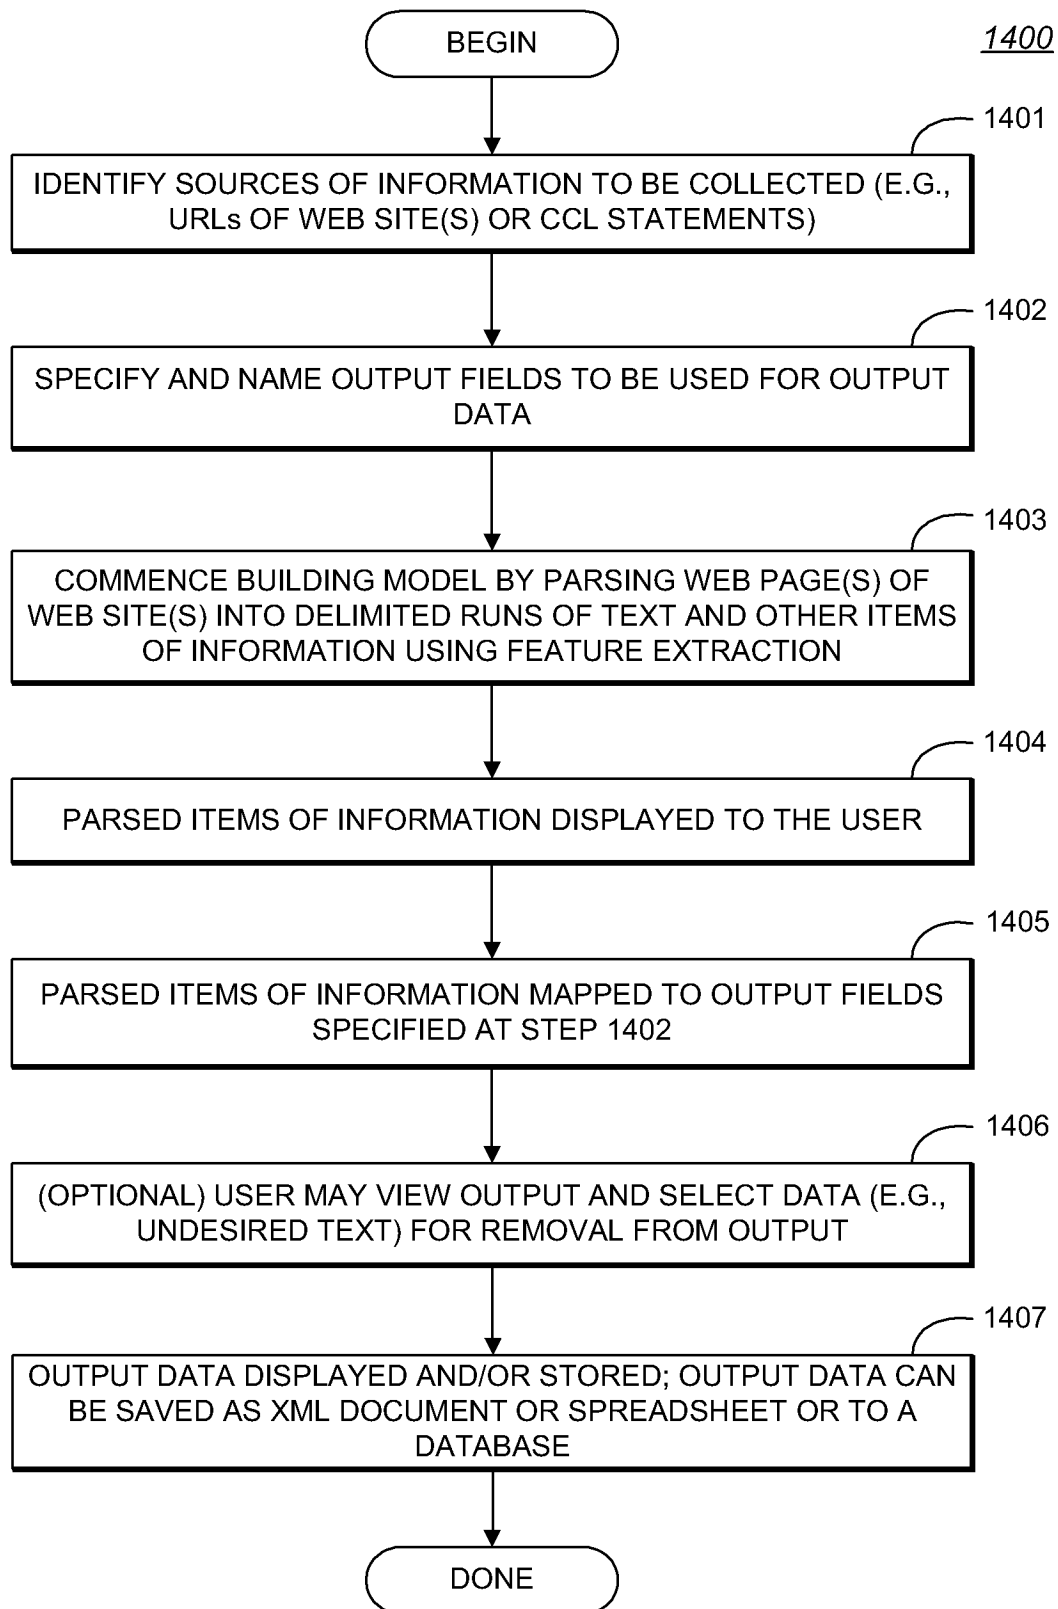 BEGIN
1400
1401
IDENTIFY SOURCES OF INFORMATION TO BE COLLECTED (E.G.,
URLs OF WEB SITE(S) OR CCL STATEMENTS)
1402
SPECIFY AND NAME OUTPUT FIELDS TO BE USED FOR OUTPUT
DATA
1403
COMMENCE BUILDING MODEL BY PARSING WEB PAGE(S) OF
WEB SITE(S) INTO DELIMITED RUNS OF TEXT AND OTHER ITEMS
OF INFORMATION USING FEATURE EXTRACTION
1404
PARSED ITEMS OF INFORMATION DISPLAYED TO THE USER
1405
PARSED ITEMS OF INFORMATION MAPPED TO OUTPUT FIELDS
SPECIFIED AT STEP 1402
1406
(OPTIONAL) USER MAY VIEW OUTPUT AND SELECT DATA (E.G.,
UNDESIRED TEXT) FOR REMOVAL FROM OUTPUT
1407
OUTPUT DATA DISPLAYED AND/OR STORED; OUTPUT DATA CAN
BE SAVED AS XML DOCUMENT OR SPREADSHEET OR TO A
DATABASE
DONE